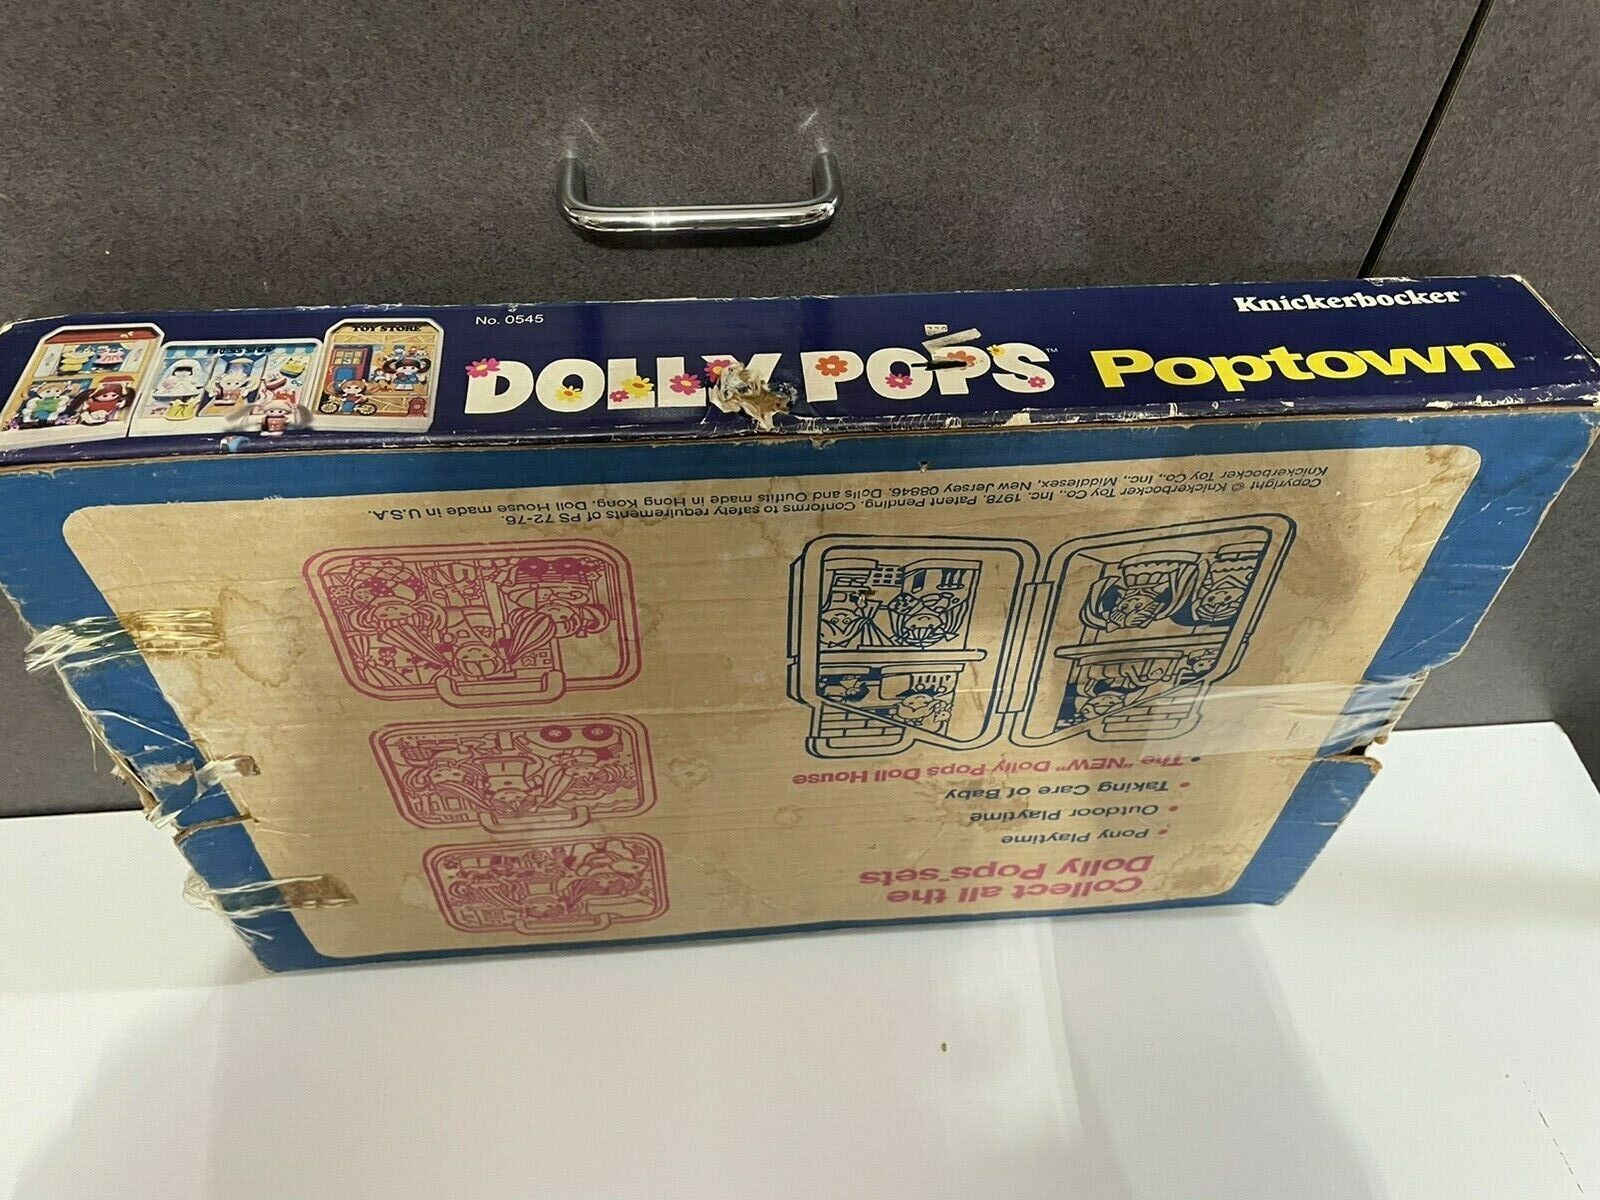 Knickerbocker®
No. 0545
DOLLY POPS™ Poptown™
TOY STORE
Collect all the
Dolly Pops™ sets
• Pony Playtime
• Outdoor Playtime
• Taking Care of Baby
• The "NEW" Dolly Pops Doll House
Knickerbocker Toy Co., Inc. Middlesex, New Jersey 08846. Dolls and Outfits made in Hong Kong. Doll House made in U.S.A.
Copyright © Knickerbocker Toy Co., Inc. 1978. Patent Pending. Conforms to safety requirements of PS 72-76.